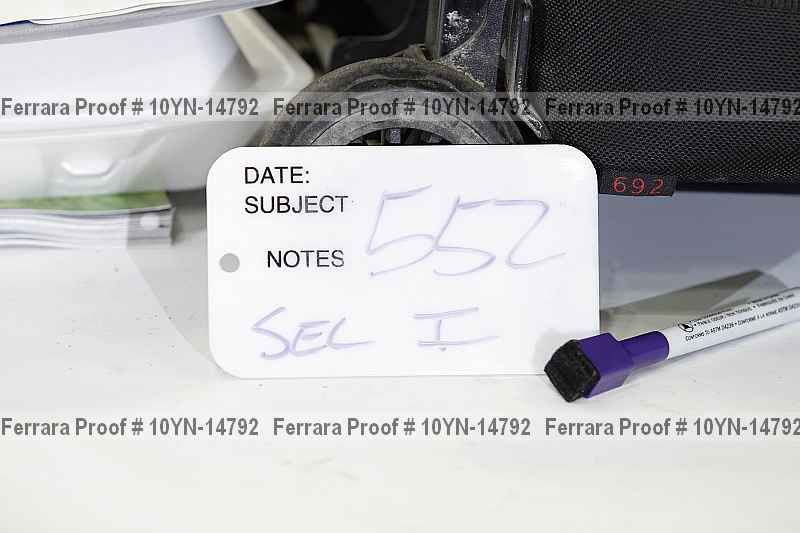 Ferrara Proof # 10YN-14792 Ferrara Proof # 10YN-14792 Ferrara Proof # 10YN-14792
692
DATE:
SUBJECT 552
NOTES
SEC I
Ferrara Proof # 10YN-14792 Ferrara Proof # 10YN-14792 Ferrara Proof # 10YN-14792